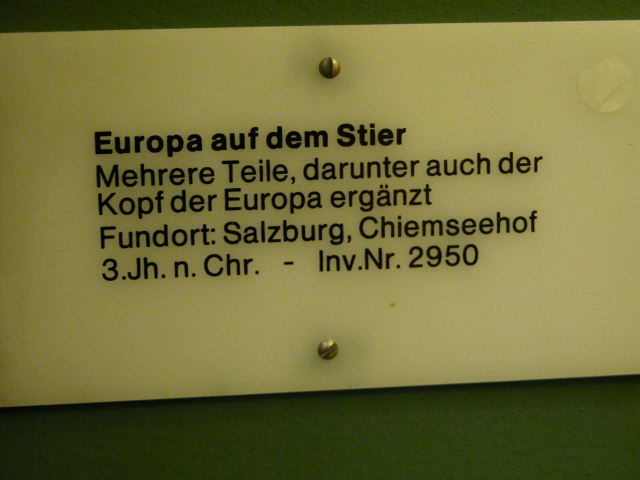 Europa auf dem Stier
Mehrere Teile, darunter auch der
Kopf der Europa ergänzt
Fundort: Salzburg, Chiemseehof
3.Jh. n. Chr. - Inv.Nr. 2950